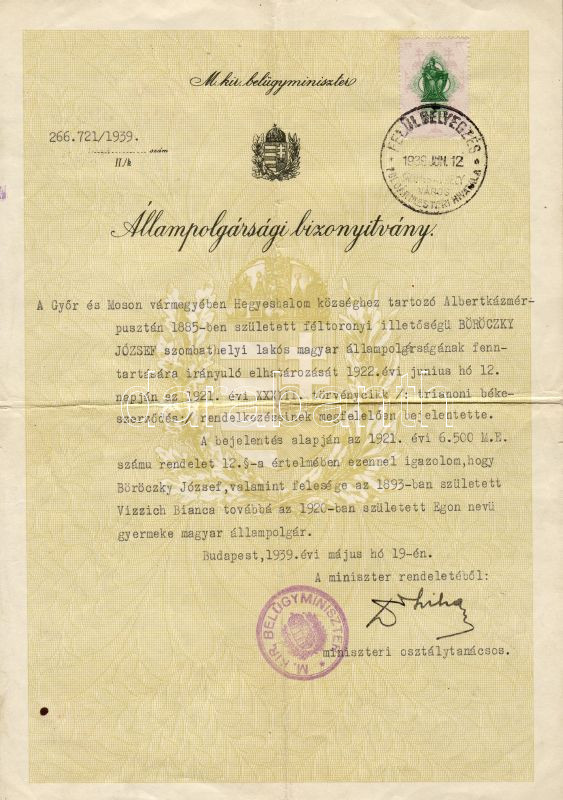 M. kir. belügyminiszter
266.721/1939.
szám
II/k
FELÜLBÉLYEGZÉS
1939 JUN. 12
VÁROS
POLGÁRMESTERI HIVATALA
Állampolgársági bizonyitvány.
A Győr és Moson vármegyében Hegyeshalom községhez tartozó Albertkázmér-
pusztán 1885-ben született féltoronyi illetőségü BÖRÖCZKY
JÓZSEF szombathelyi lakós magyar állampolgárságának fenn-
tartására irányuló elhatározását 1922.évi junius hó 12.
napján az 1921. évi XXXIII. törvénycikk /: trianoni béke-
szerződés:/ rendelkezéseinek megfelelően bejelentette.
A bejelentés alapján az 1921. évi 6.500 M.E.
számu rendelet 12.§-a értelmében ezennel igazolom,hogy
Böröczky József,valamint felesége az 1893-ban született
Vizzich Bianca továbbá az 1920-ban született Egon nevü
gyermeke magyar állampolgár.
Budapest,1939.évi május hó 19-én.
A miniszter rendeletéből:
M. KIR. BELÜGYMINISZTER
miniszteri osztálytanácsos.